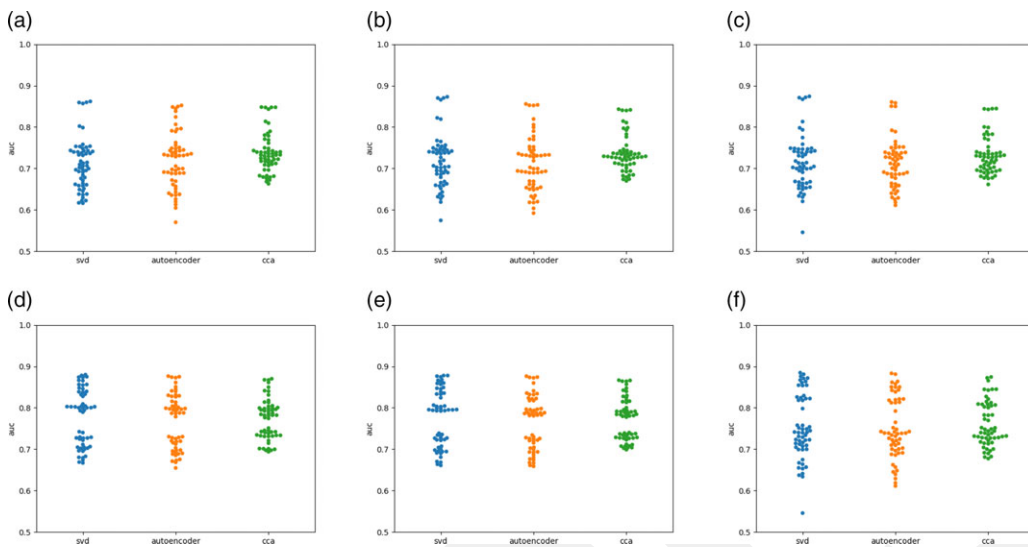 (a)
(b)
(c)
1.0
0.9
0.8
0.7
0.6
0.5
auc
svd
autoencoder
cca
1.0
0.9
0.8
0.7
0.6
0.5
auc
svd
autoencoder
cca
1.0
0.9
0.8
0.7
0.6
0.5
auc
svd
autoencoder
cca
(d)
(e)
(f)
1.0
0.9
0.8
0.7
0.6
0.5
auc
svd
autoencoder
cca
1.0
0.9
0.8
0.7
0.6
0.5
auc
svd
autoencoder
cca
1.0
0.9
0.8
0.7
0.6
0.5
auc
svd
autoencoder
cca